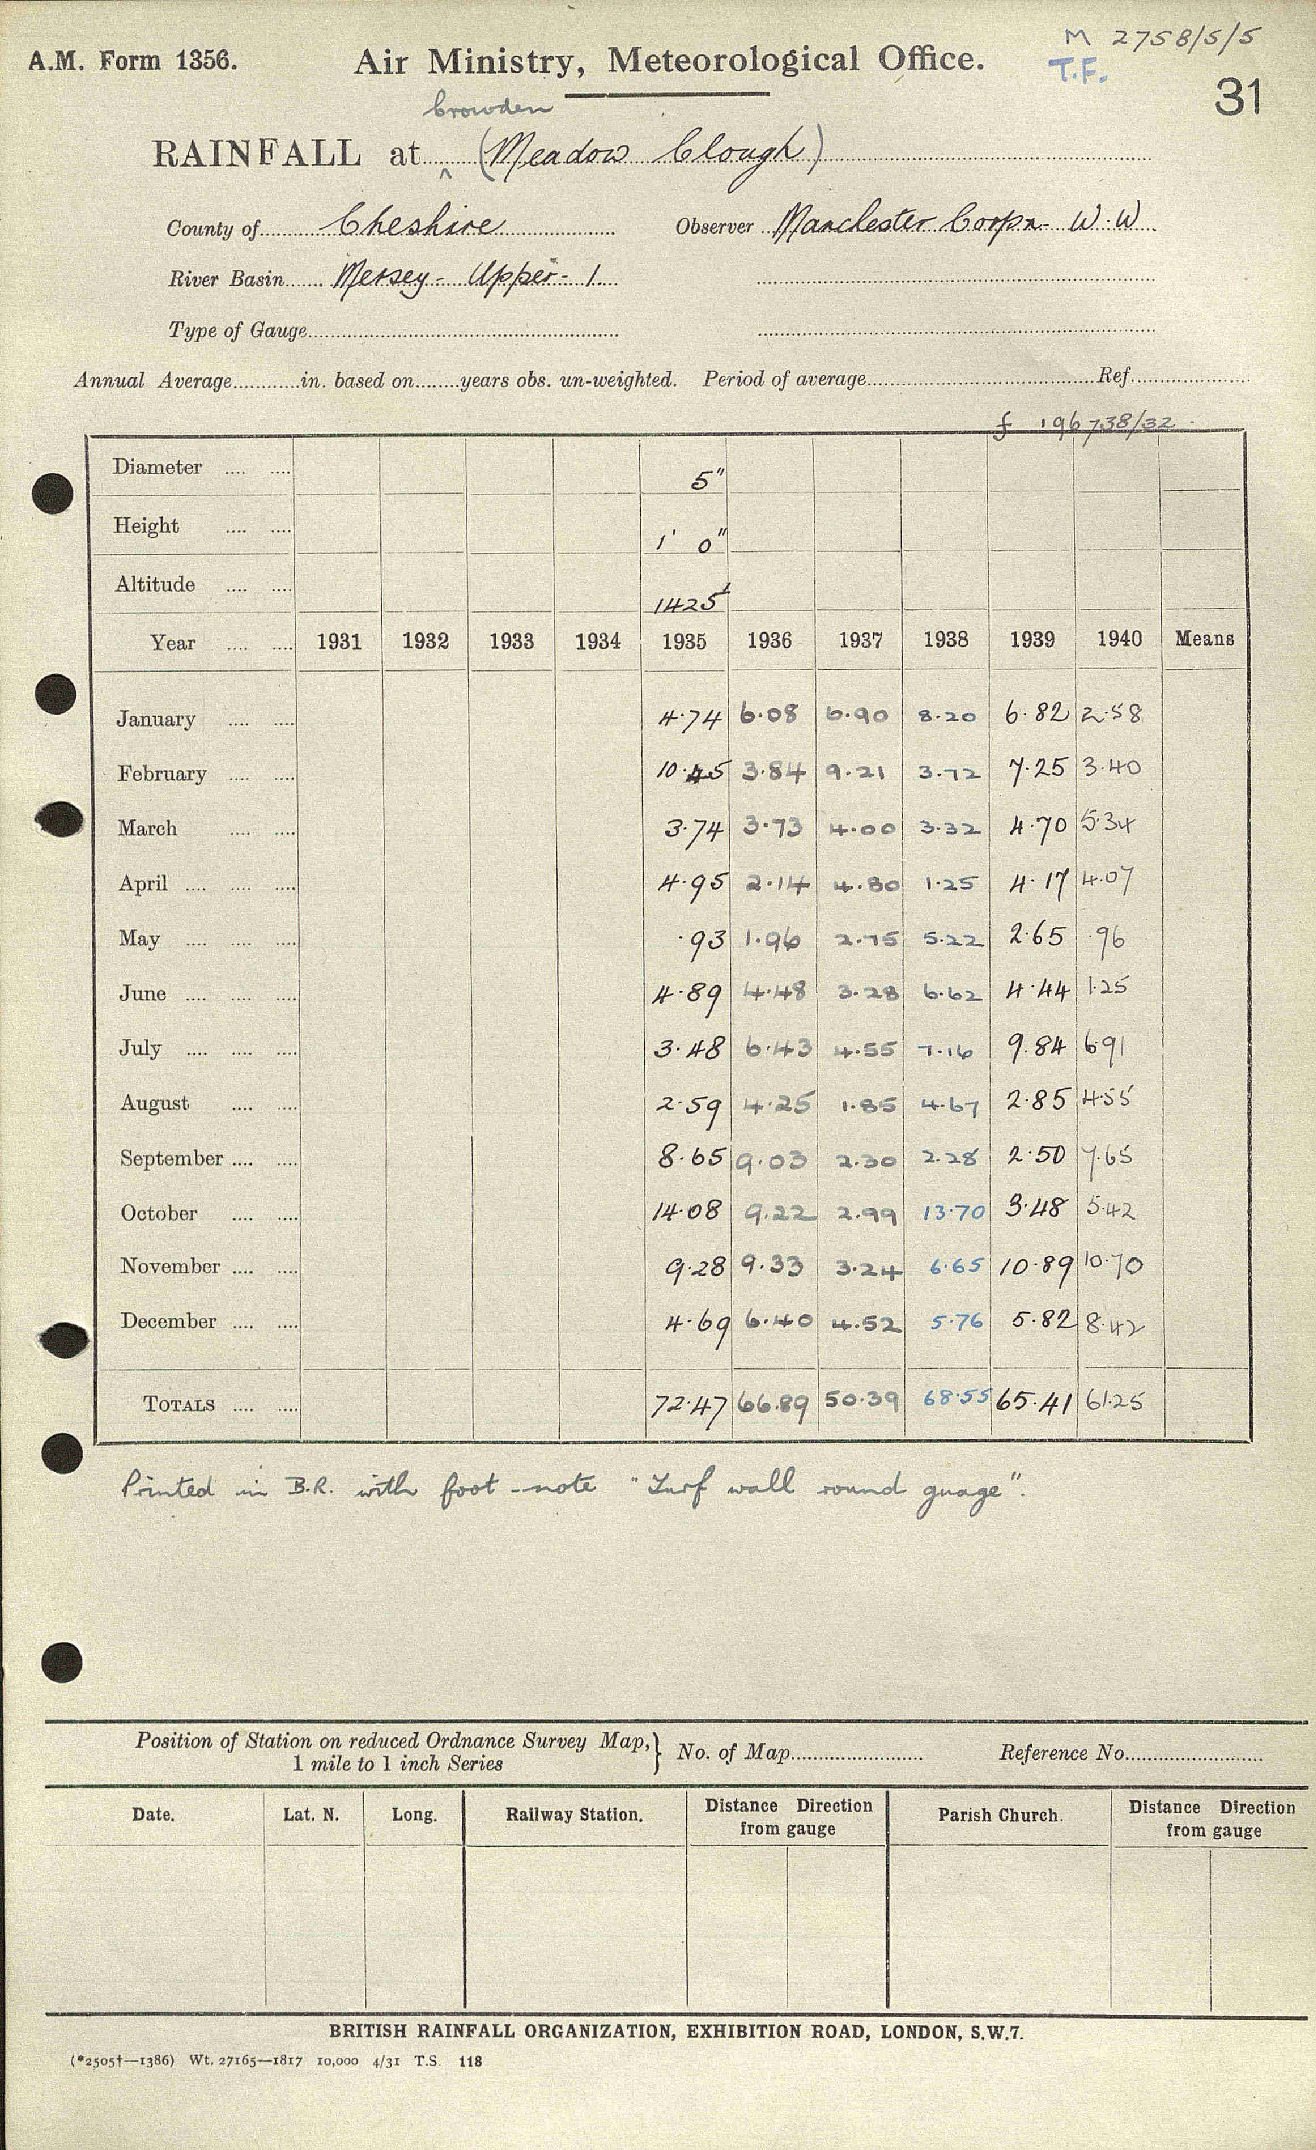 M 2758/5/5
A.M. Form 1356. Air Ministry, Meteorological Office. T.F.
31
Crowden
RAINFALL at ‸ (Meadow Clough)
County of Cheshire Observer Manchester Corpn. W.W
River Basin Mersey - Upper - 1
Type of Gauge
Annual Average in. based on years obs. un-weighted. Period of average Ref.
f 196738/32
Diameter 5"
Height 1' 0"
Altitude 1425'
Year 1931 1932 1933 1934 1935 1936 1937 1938 1939 1940 Means
January 4.74 6.08 6.90 8.20 6.82 2.58
February 10.45 3.84 9.21 3.72 7.25 3.40
March 3.74 3.73 4.00 3.32 4.70 5.34
April 4.95 2.14 4.80 1.25 4.17 4.07
May .93 1.96 2.75 5.22 2.65 .96
June 4.89 4.48 3.28 6.62 4.44 1.25
July 3.48 6.43 4.55 7.16 9.84 6.91
August 2.59 4.25 1.85 4.67 2.85 4.55
September 8.65 9.03 2.30 2.28 2.50 7.65
October 14.08 9.22 2.99 13.70 3.48 5.42
November 9.28 9.33 3.24 6.65 10.89 10.70
December 4.69 6.40 4.52 5.76 5.82 8.42
TOTALS 72.47 66.89 50.39 68.55 65.41 61.25
Printed in B.R. with foot-note "Turf wall round guage".
Position of Station on reduced Ordnance Survey Map, 1 mile to 1 inch Series } No. of Map Reference No.
Date. Lat. N. Long. Railway Station. Distance Direction from gauge Parish Church. Distance Direction from gauge
BRITISH RAINFALL ORGANIZATION, EXHIBITION ROAD, LONDON, S.W.7.
(*2505†—1386) Wt. 27165—1817 10,000 4/31 T.S. 118